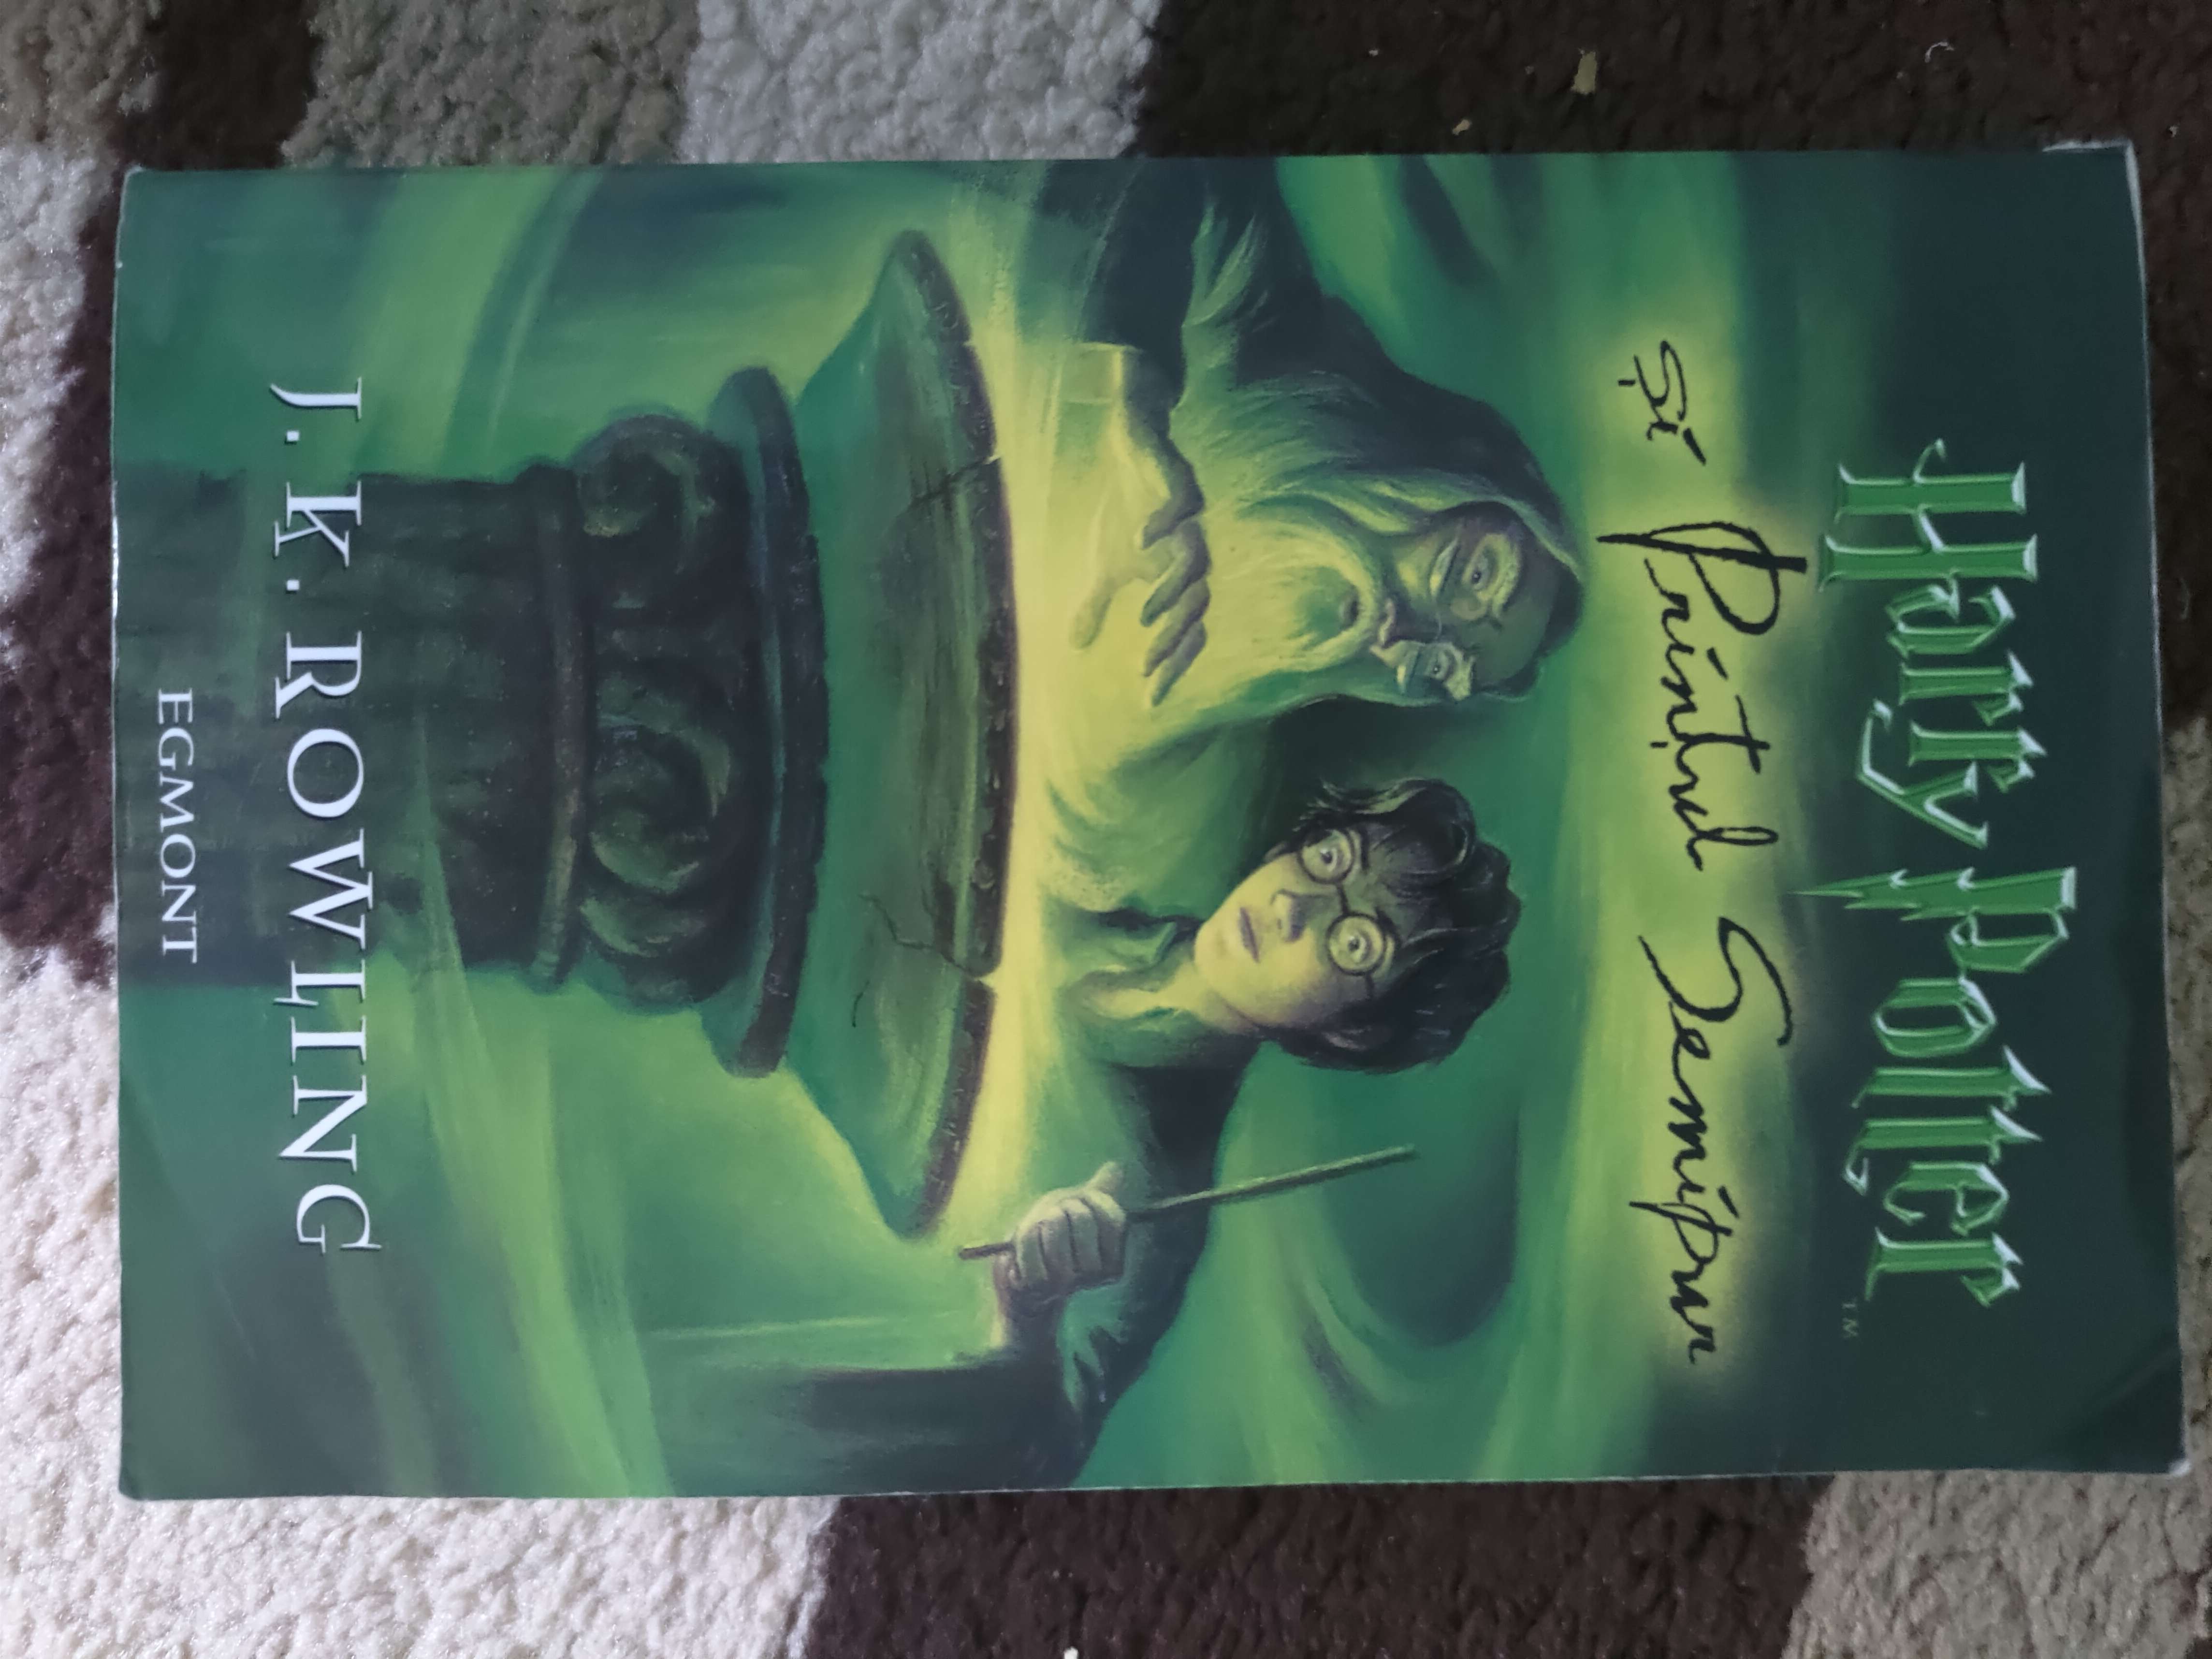 Harry Potter
TM
și Prințul Semipur
J.K. ROWLING
EGMONT